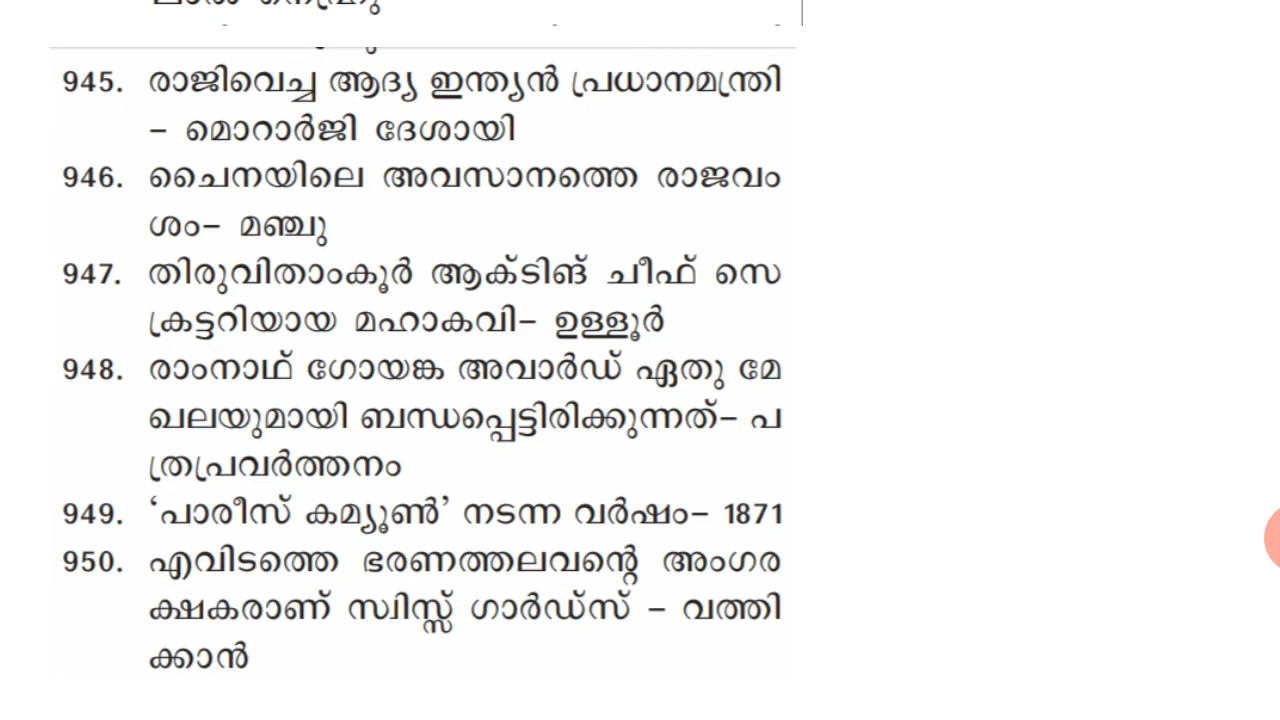 945. രാജിവെച്ച ആദ്യ ഇന്ത്യൻ പ്രധാനമന്ത്രി
- മൊറാർജി ദേശായി
946. ചൈനയിലെ അവസാനത്തെ രാജവം
ശം- മഞ്ചു
947. തിരുവിതാംകൂർ ആക്ടിങ് ചീഫ് സെ
ക്രട്ടറിയായ മഹാകവി- ഉള്ളൂർ
948. രാംനാഥ് ഗോയങ്ക അവാർഡ് ഏതു മേ
ഖലയുമായി ബന്ധപ്പെട്ടിരിക്കുന്നത്- പ
ത്രപ്രവർത്തനം
949. ‘പാരീസ് കമ്യൂൺ’ നടന്ന വർഷം- 1871
950. എവിടത്തെ ഭരണത്തലവന്റെ അംഗര
ക്ഷകരാണ് സ്വിസ്സ് ഗാർഡ്സ് - വത്തി
ക്കാൻ